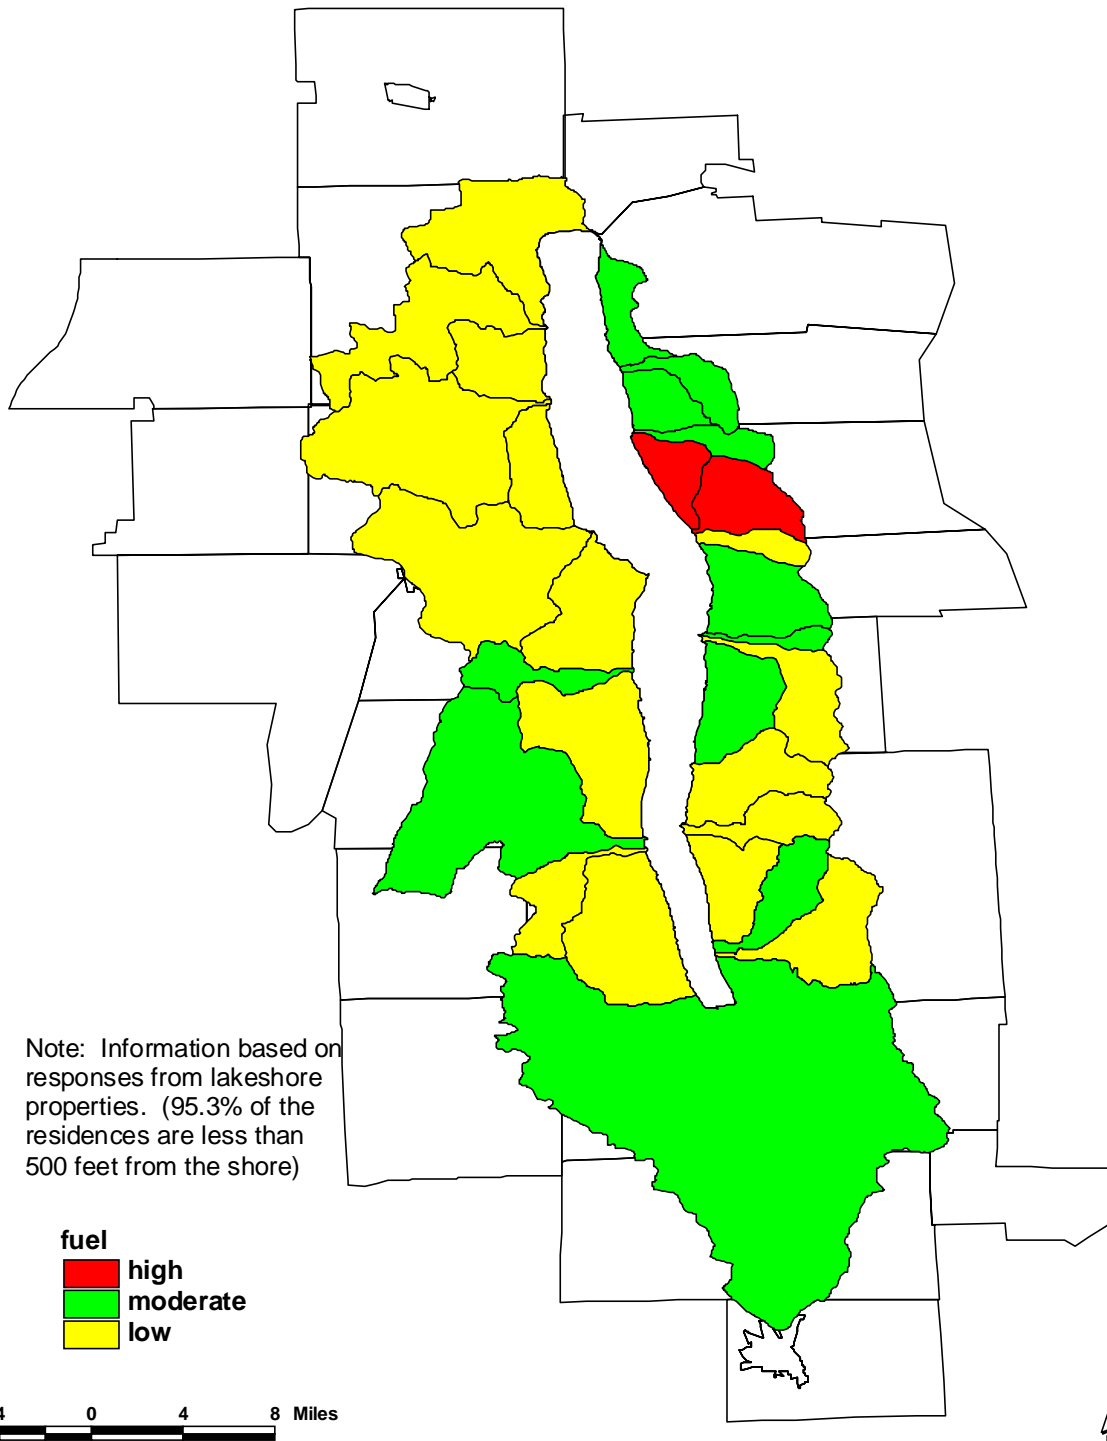 Note:  Information based on
responses from lakeshore
properties.  (95.3% of the
residences are less than
500 feet from the shore)
fuel
high
moderate
low
4 0 4 8 Miles